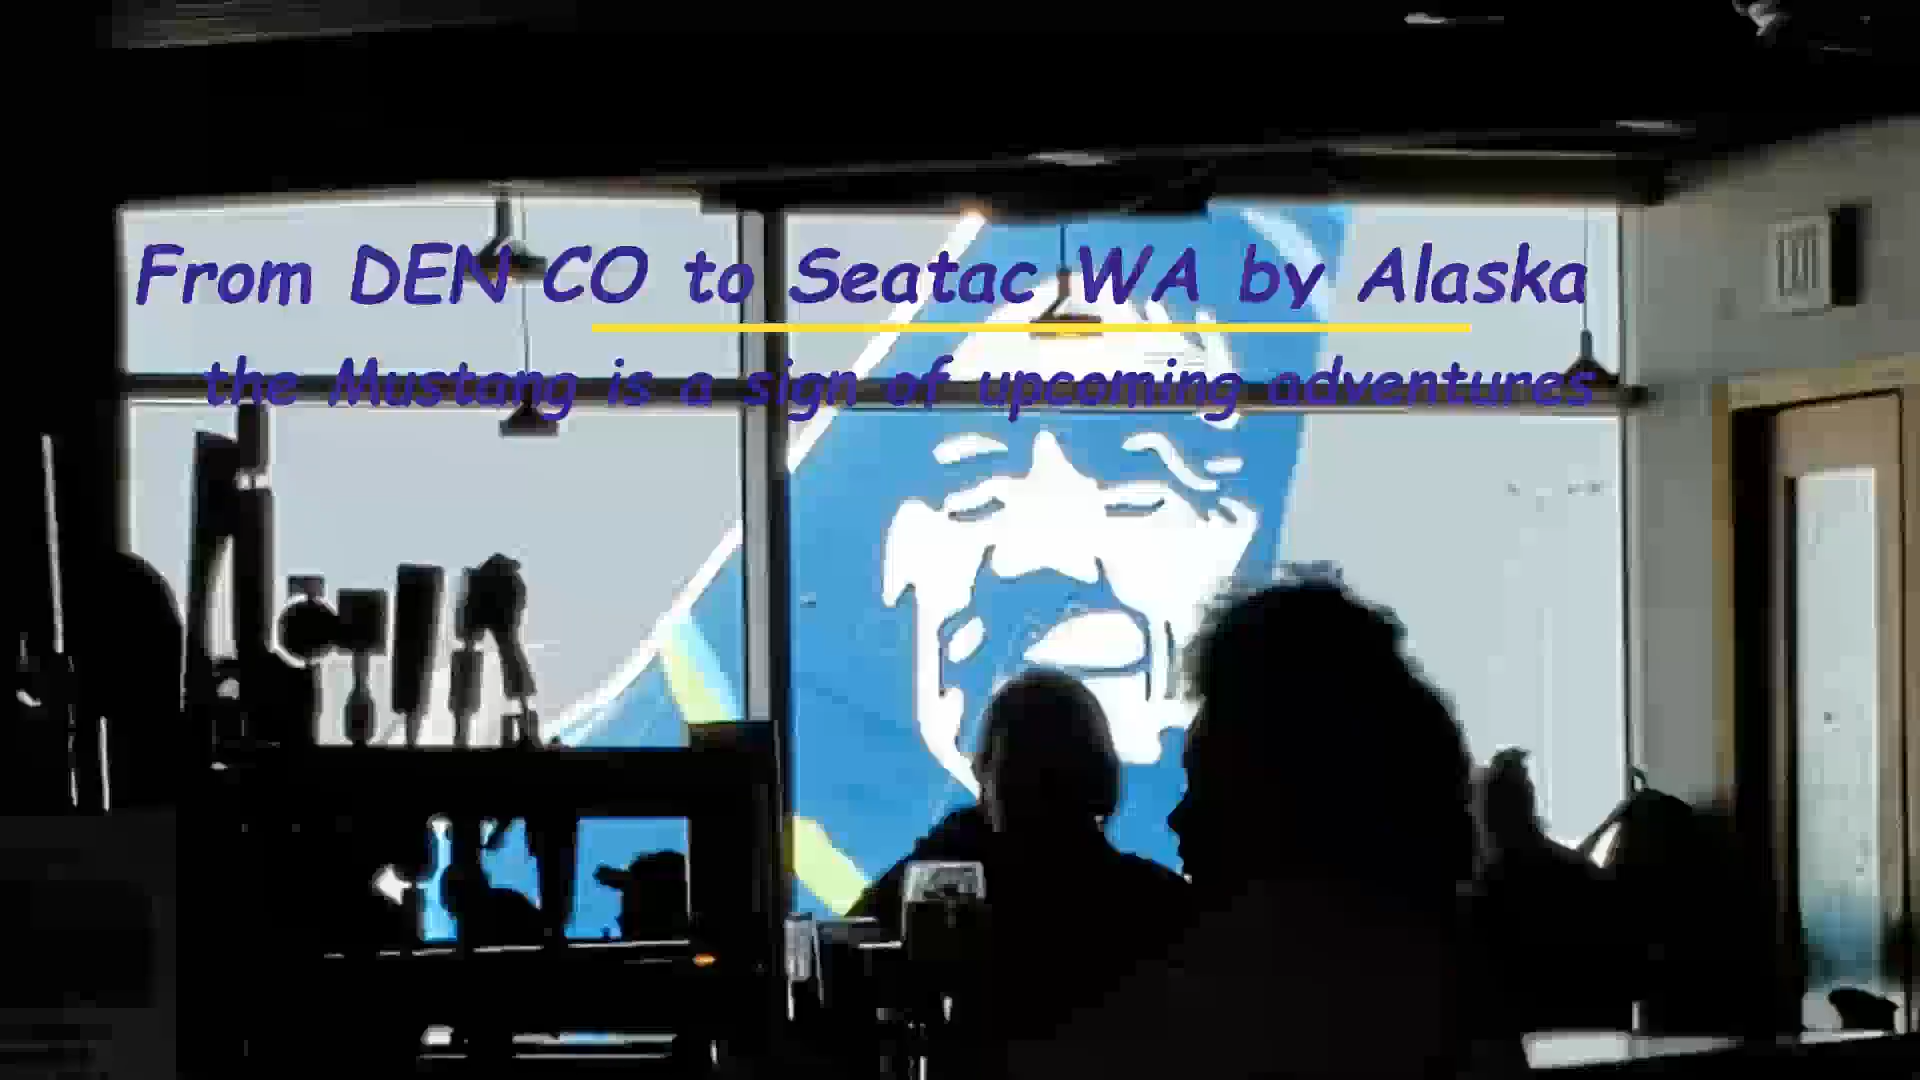 From DEN CO to Seatac WA by Alaska
the Mustang is a sign of upcoming adventures